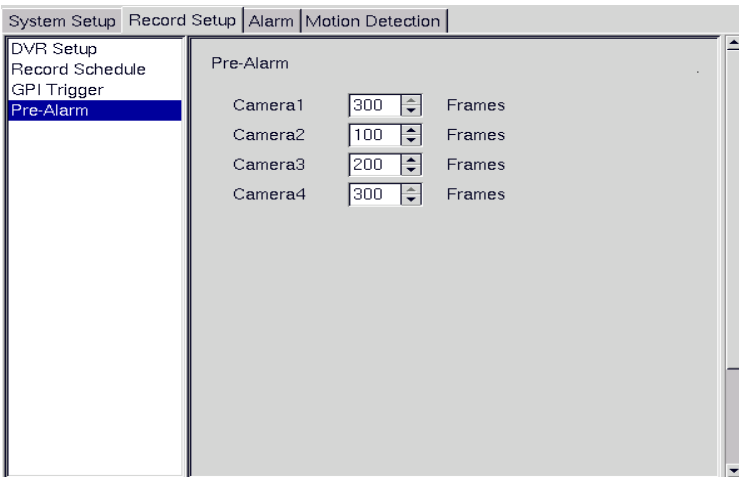 System Setup Record Setup Alarm Motion Detection
DVR Setup
Record Schedule
GPI Trigger
Pre-Alarm
Pre-Alarm
Camera1 300 Frames
Camera2 100 Frames
Camera3 200 Frames
Camera4 300 Frames